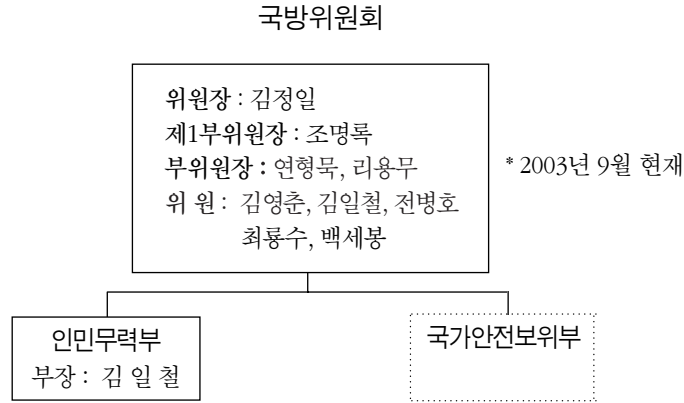 국방위원회
위원장 : 김정일
제1부위원장 : 조명록
부위원장 : 연형묵, 리용무
위 원 : 김영춘, 김일철, 전병호
최룡수, 백세봉
* 2003년 9월 현재
인민무력부
부장 : 김 일 철
국가안전보위부